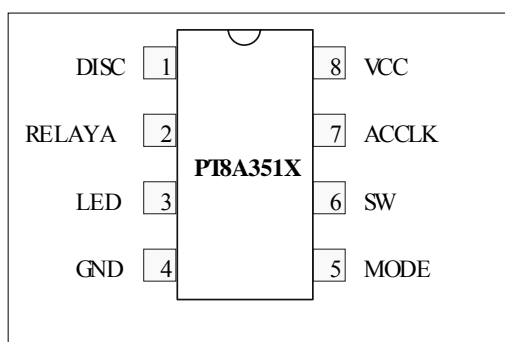 DISC 1 8 VCC
RELAYA 2 7 ACCLK
PT8A351X
LED 3 6 SW
GND 4 5 MODE